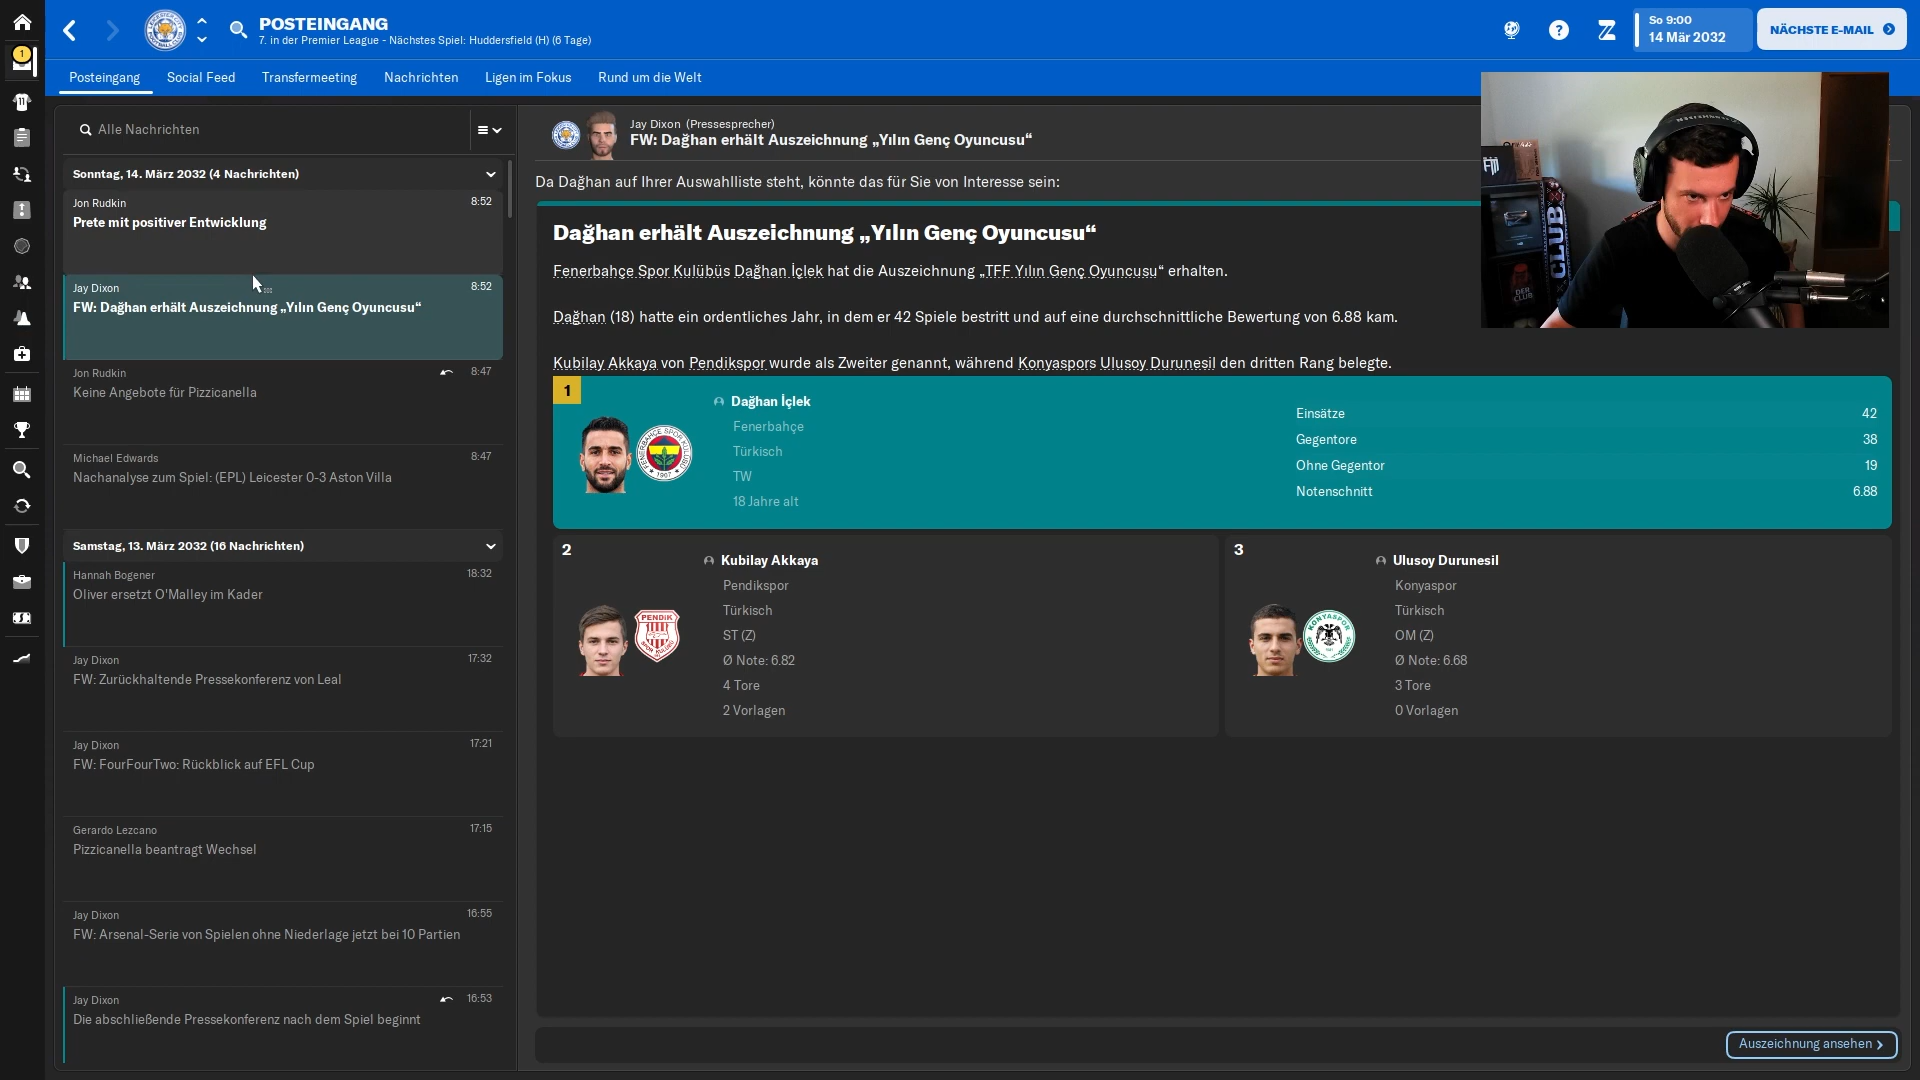 POSTEINGANG
7. in der Premier League - Nächstes Spiel: Huddersfield (H) (6 Tage)
So 9:00
14 Mär 2032
NÄCHSTE E-MAIL
1
Posteingang
Social Feed
Transfermeeting
Nachrichten
Ligen im Fokus
Rund um die Welt
Alle Nachrichten
Sonntag, 14. März 2032 (4 Nachrichten)
Jon Rudkin
8:52
Prete mit positiver Entwicklung
Jay Dixon
8:52
FW: Dağhan erhält Auszeichnung „Yılın Genç Oyuncusu“
Jon Rudkin
8:47
Keine Angebote für Pizzicanella
Michael Edwards
8:47
Nachanalyse zum Spiel: (EPL) Leicester 0-3 Aston Villa
Samstag, 13. März 2032 (16 Nachrichten)
Hannah Bogener
18:32
Oliver ersetzt O'Malley im Kader
Jay Dixon
17:32
FW: Zurückhaltende Pressekonferenz von Leal
Jay Dixon
17:21
FW: FourFourTwo: Rückblick auf EFL Cup
Gerardo Lezcano
17:15
Pizzicanella beantragt Wechsel
Jay Dixon
16:55
FW: Arsenal-Serie von Spielen ohne Niederlage jetzt bei 10 Partien
Jay Dixon
16:53
Die abschließende Pressekonferenz nach dem Spiel beginnt
Jay Dixon (Pressesprecher)
FW: Dağhan erhält Auszeichnung „Yılın Genç Oyuncusu“
Da Dağhan auf Ihrer Auswahlliste steht, könnte das für Sie von Interesse sein:
Dağhan erhält Auszeichnung „Yılın Genç Oyuncusu“
Fenerbahçe Spor Kulübüs Dağhan İçlek hat die Auszeichnung „TFF Yılın Genç Oyuncusu“ erhalten.
Dağhan (18) hatte ein ordentliches Jahr, in dem er 42 Spiele bestritt und auf eine durchschnittliche Bewertung von 6.88 kam.
Kubilay Akkaya von Pendikspor wurde als Zweiter genannt, während Konyaspors Ulusoy Durunesil den dritten Rang belegte.
1
Dağhan İçlek
Fenerbahçe
Türkisch
TW
18 Jahre alt
Einsätze 42
Gegentore 38
Ohne Gegentor 19
Notenschnitt 6.88
2
Kubilay Akkaya
Pendikspor
Türkisch
ST (Z)
Ø Note: 6.82
4 Tore
2 Vorlagen
PENDİK
3
Ulusoy Durunesil
Konyaspor
Türkisch
OM (Z)
Ø Note: 6.68
3 Tore
0 Vorlagen
KONYASPOR
Auszeichnung ansehen
CLUB
DER
CLUB